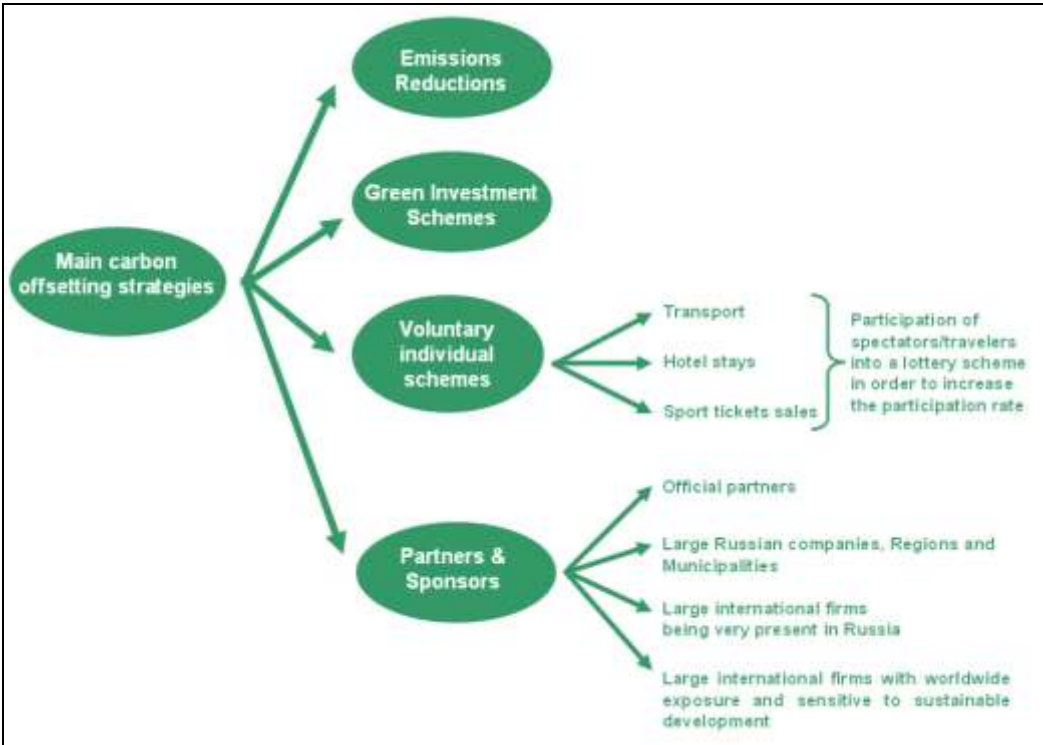 Emissions
Reductions
Green Investment
Schemes
Main carbon
offsetting strategies
Voluntary
individual
schemes
Transport
Hotel stays
Sport tickets sales
Participation of
spectators/travelers
into a lottery scheme
in order to increase
the participation rate
Partners &
Sponsors
Official partners
Large Russian companies, Regions and
Municipalities
Large international firms
being very present in Russia
Large international firms with worldwide
exposure and sensitive to sustainable
development